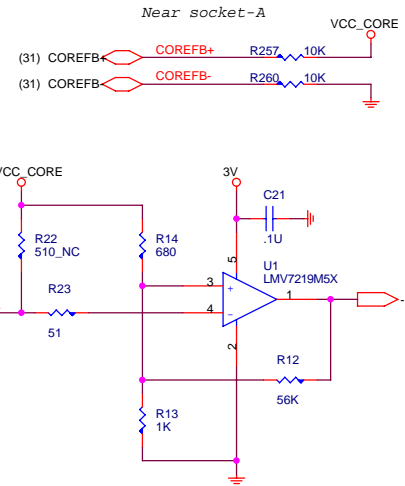 Near socket-A
VCC_CORE
(31) COREFB+ COREFB+ R257 10K
(31) COREFB- COREFB- R260 10K
VCC_CORE 3V
C21
.1U
R22
510_NC
R14
680
U1
LMV7219M5X
5
R23
3 + 1
4 -
51
2
R12
56K
R13
1K